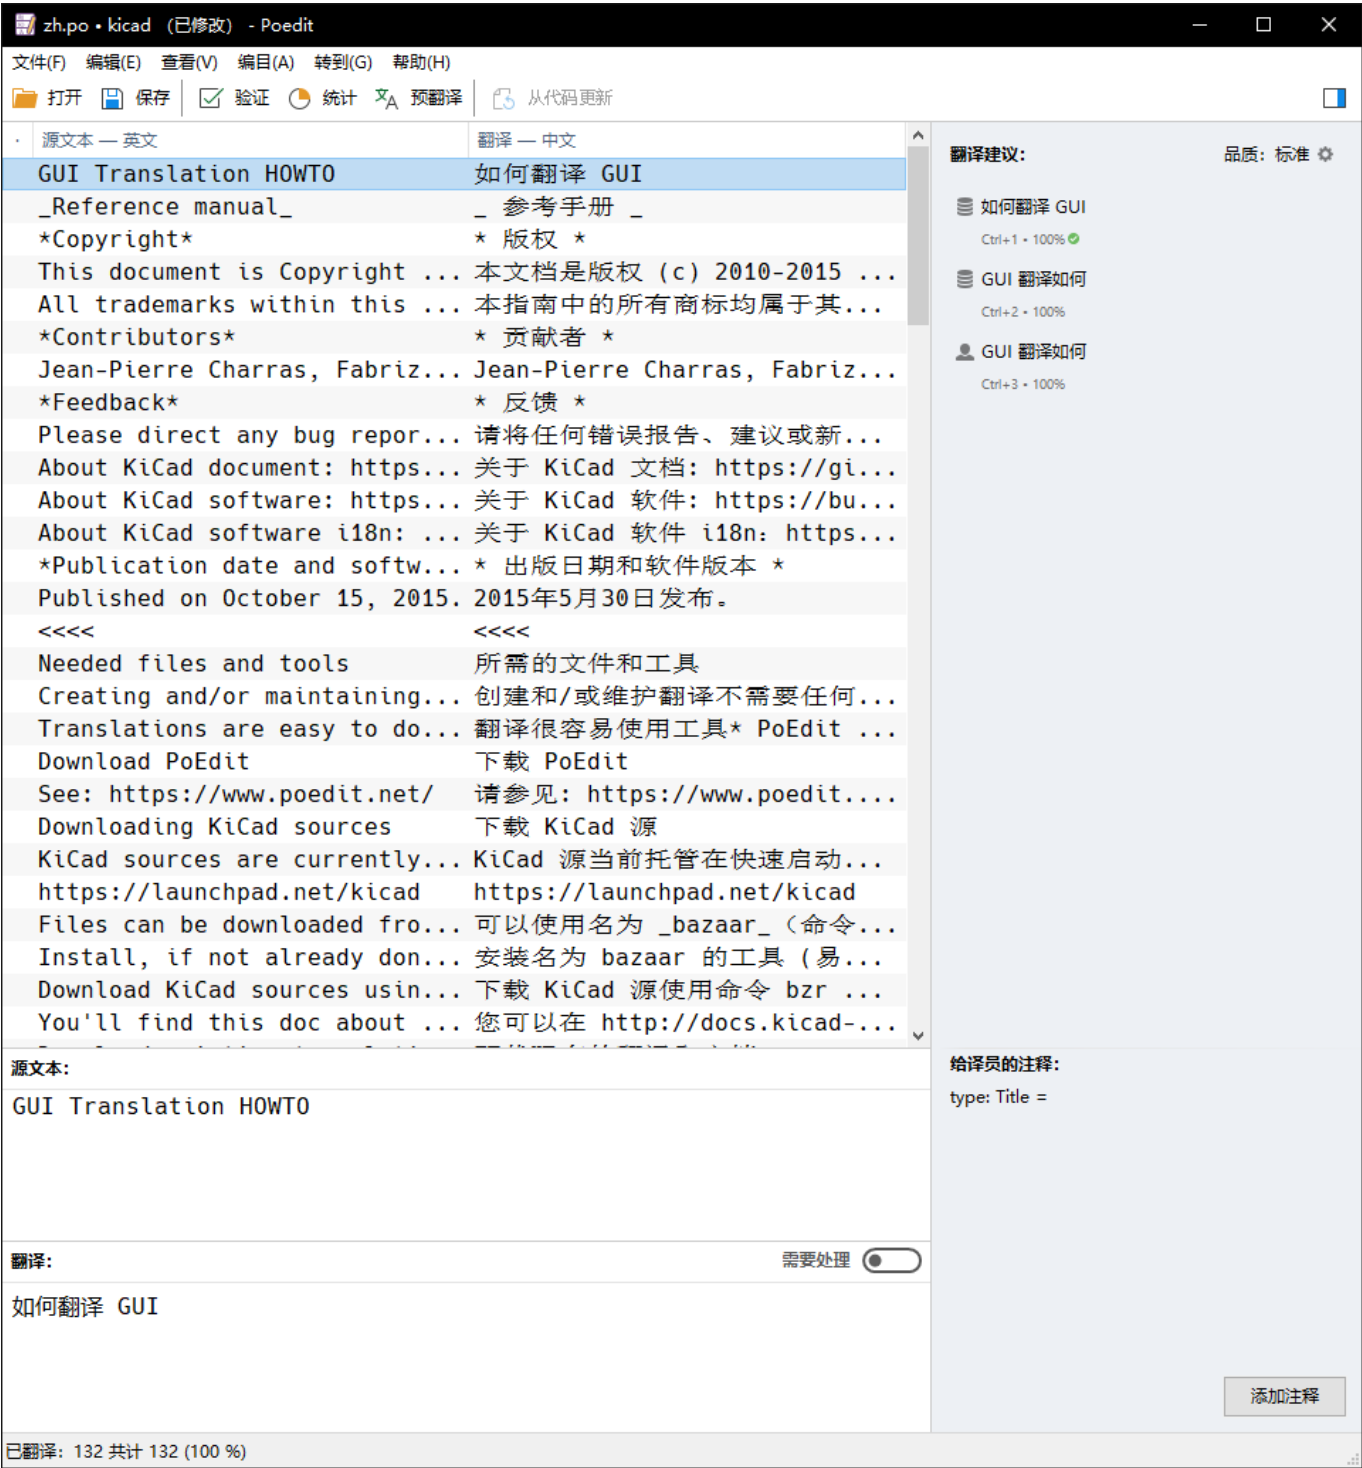 zh.po • kicad （已修改） - Poedit
文件(F) 编辑(E) 查看(V) 编目(A) 转到(G) 帮助(H)
打开 保存 验证 统计 预翻译 从代码更新
源文本 — 英文 翻译 — 中文
GUI Translation HOWTO 如何翻译 GUI
_Reference manual_ _ 参考手册 _
*Copyright* * 版权 *
This document is Copyright ... 本文档是版权 (c) 2010-2015 ...
All trademarks within this ... 本指南中的所有商标均属于其...
*Contributors* * 贡献者 *
Jean-Pierre Charras, Fabriz... Jean-Pierre Charras, Fabriz...
*Feedback* * 反馈 *
Please direct any bug repor... 请将任何错误报告、建议或新...
About KiCad document: https... 关于 KiCad 文档: https://gi...
About KiCad software: https... 关于 KiCad 软件: https://bu...
About KiCad software i18n: ... 关于 KiCad 软件 i18n: https...
*Publication date and softw... * 出版日期和软件版本 *
Published on October 15, 2015. 2015年5月30日发布。
<<<< <<<<
Needed files and tools 所需的文件和工具
Creating and/or maintaining... 创建和/或维护翻译不需要任何...
Translations are easy to do... 翻译很容易使用工具* PoEdit ...
Download PoEdit 下载 PoEdit
See: https://www.poedit.net/ 请参见: https://www.poedit....
Downloading KiCad sources 下载 KiCad 源
KiCad sources are currently... KiCad 源当前托管在快速启动...
https://launchpad.net/kicad https://launchpad.net/kicad
Files can be downloaded fro... 可以使用名为 _bazaar_（命令...
Install, if not already don... 安装名为 bazaar 的工具 (易...
Download KiCad sources usin... 下载 KiCad 源使用命令 bzr ...
You'll find this doc about ... 您可以在 http://docs.kicad-...
源文本:
GUI Translation HOWTO
翻译:
需要处理
如何翻译 GUI
翻译建议:
品质: 标准
如何翻译 GUI
Ctrl+1 • 100%
GUI 翻译如何
Ctrl+2 • 100%
GUI 翻译如何
Ctrl+3 • 100%
给译员的注释:
type: Title =
添加注释
已翻译: 132 共计 132 (100 %)